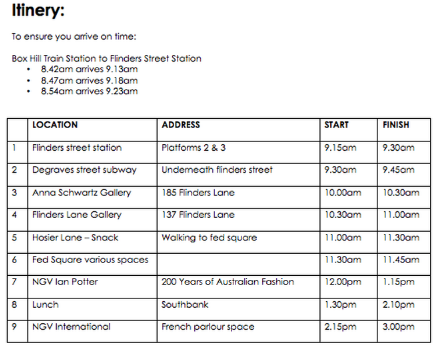 Itinery:
To ensure you arrive on time:
Box Hill Train Station to Flinders Street Station
• 8.42am arrives 9.13am
• 8.47am arrives 9.18am
• 8.54am arrives 9.23am
LOCATION ADDRESS START FINISH
1 Flinders street station Platforms 2 & 3 9.15am 9.30am
2 Degraves street subway Underneath flinders street 9.30am 9.45am
3 Anna Schwartz Gallery 185 Flinders Lane 10.00am 10.30am
4 Flinders Lane Gallery 137 Flinders Lane 10.30am 11.00am
5 Hosier Lane – Snack Walking to fed square 11.00am 11.30am
6 Fed Square various spaces 11.30am 11.45am
7 NGV Ian Potter 200 Years of Australian Fashion 12.00pm 1.15pm
8 Lunch Southbank 1.30pm 2.10pm
9 NGV International French parlour space 2.15pm 3.00pm